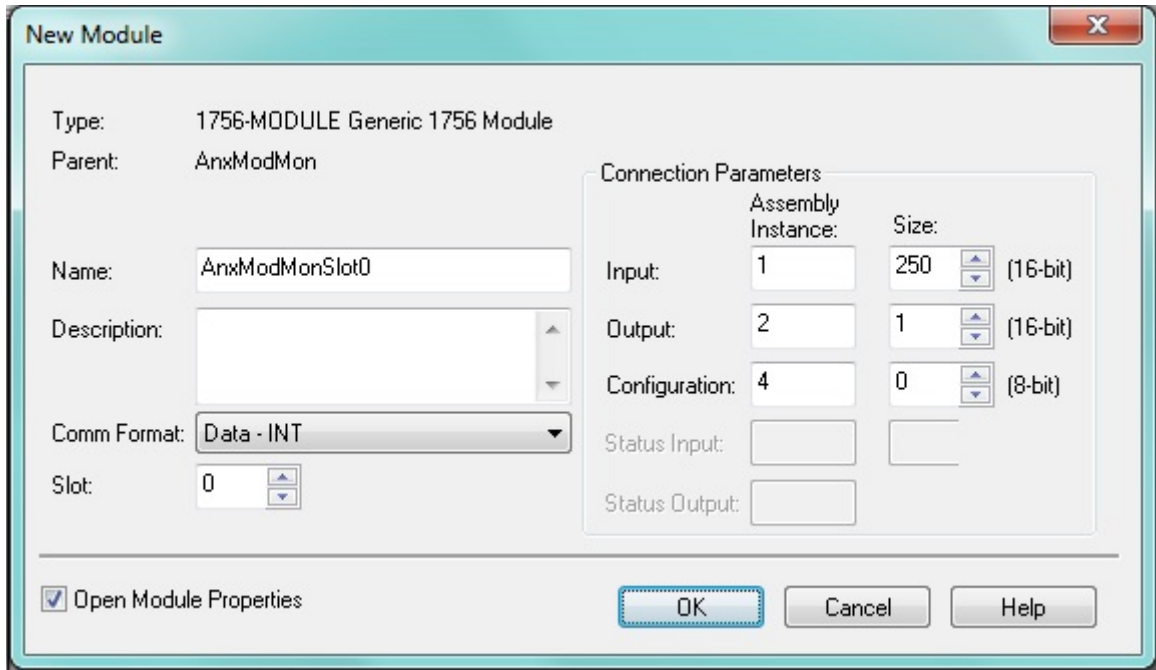 New Module
Type: 1756-MODULE Generic 1756 Module
Parent: AnxModMon
Connection Parameters
Assembly
Instance: Size:
Name: AnxModMonSlot0
Input: 1 250 (16-bit)
Description:
Output: 2 1 (16-bit)
Configuration: 4 0 (8-bit)
Comm Format: Data - INT
Status Input:
Slot: 0
Status Output:
Open Module Properties
OK Cancel Help